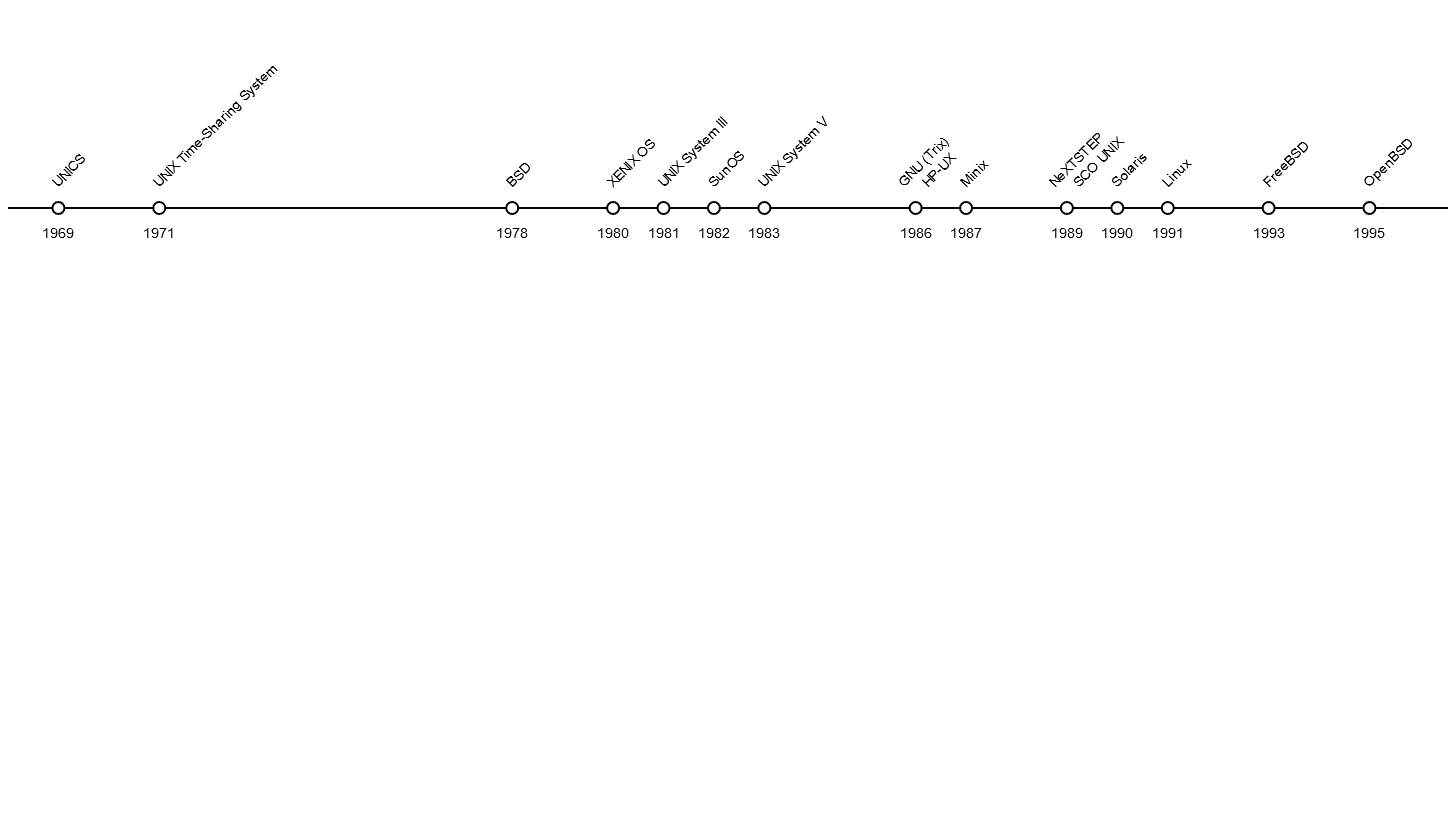 UNICS
UNIX Time-Sharing System
BSD
XENIX OS
UNIX System III
SunOS
UNIX System V
GNU (Trix)
HP-UX
Minix
NeXTSTEP
SCO UNIX
Solaris
Linux
FreeBSD
OpenBSD
1969
1971
1978
1980
1981
1982
1983
1986
1987
1989
1990
1991
1993
1995